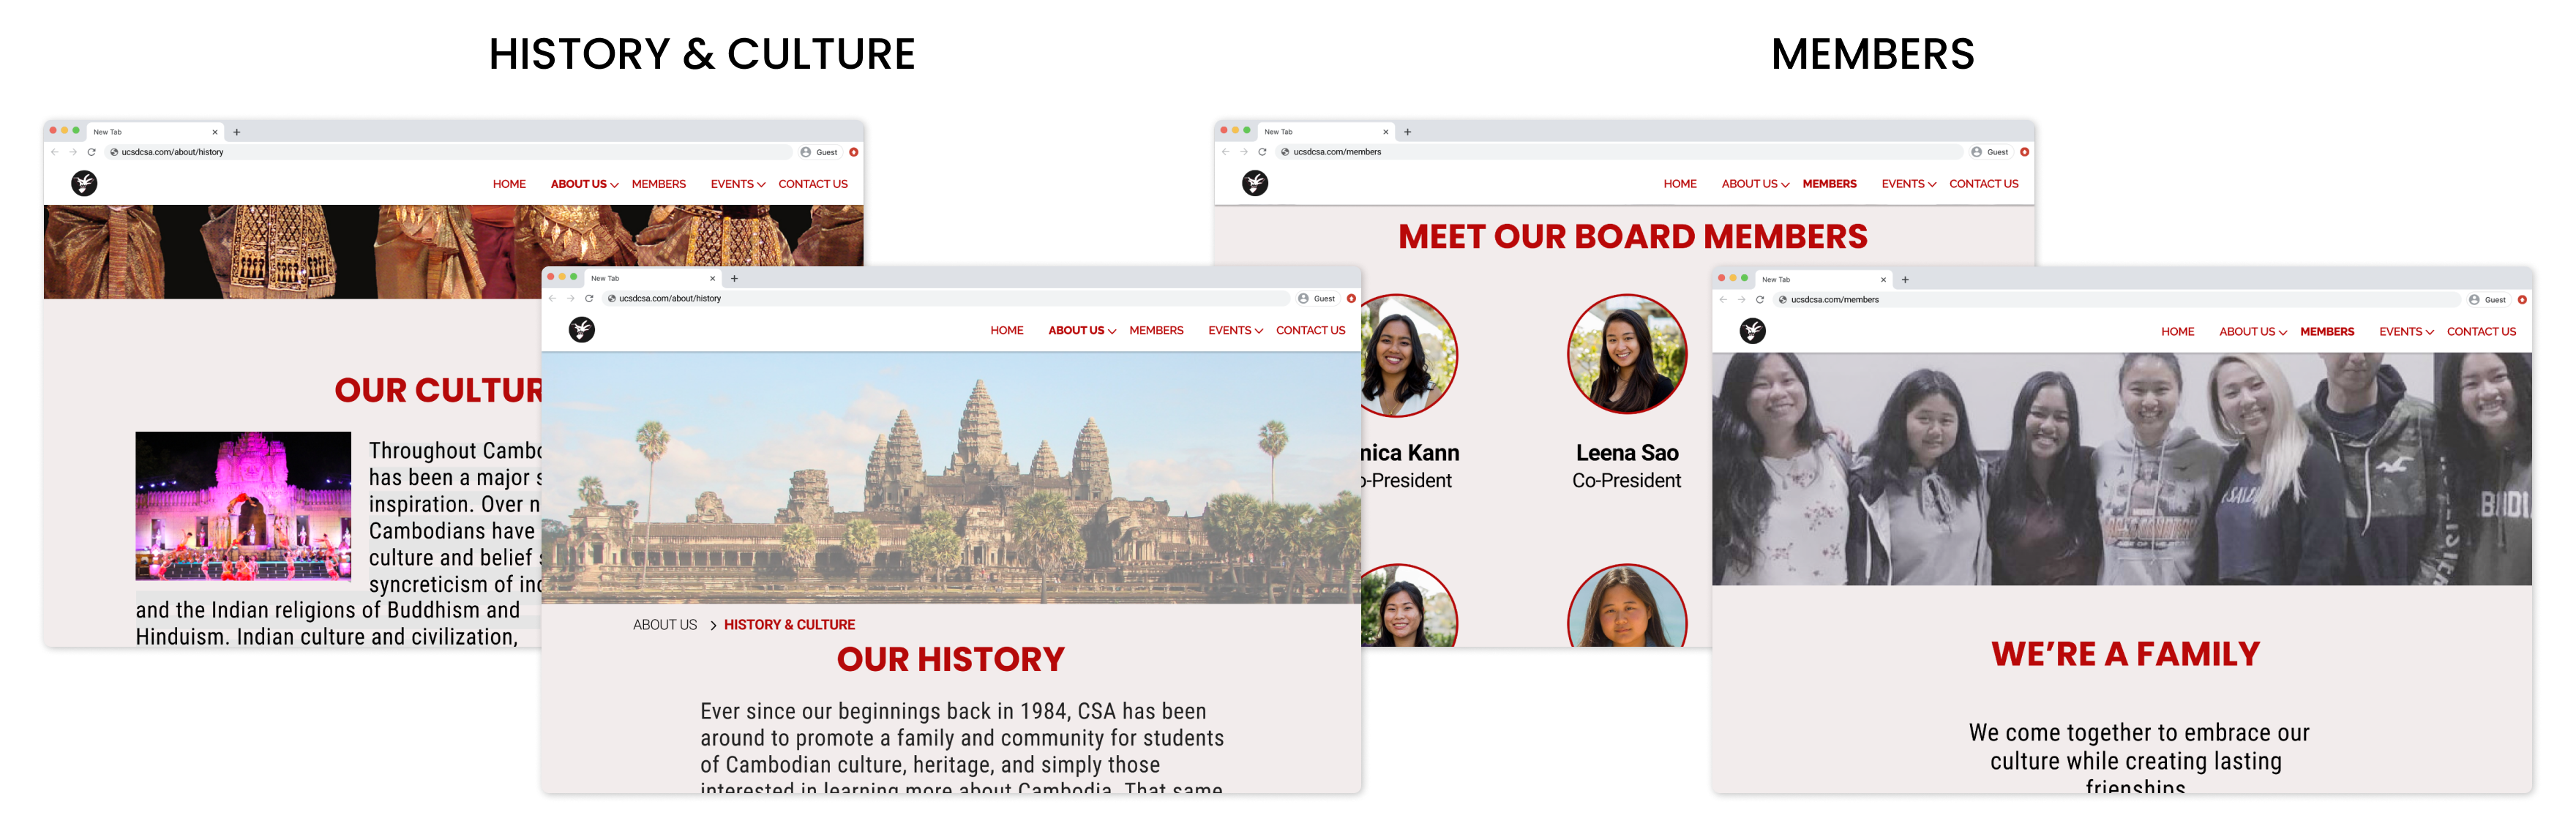 HISTORY & CULTURE
MEMBERS
New Tab
ucsdcsa.com/about/history
Guest
HOME
ABOUT US
MEMBERS
EVENTS
CONTACT US
OUR CULTUR
Throughout Cambo
has been a major s
inspiration. Over n
Cambodians have
culture and belief s
syncreticism of ind
and the Indian religions of Buddhism and
Hinduism. Indian culture and civilization,
New Tab
ucsdcsa.com/about/history
Guest
HOME
ABOUT US
MEMBERS
EVENTS
CONTACT US
ABOUT US > HISTORY & CULTURE
OUR HISTORY
Ever since our beginnings back in 1984, CSA has been
around to promote a family and community for students
of Cambodian culture, heritage, and simply those
interested in learning more about Cambodia. That same
New Tab
ucsdcsa.com/members
Guest
HOME
ABOUT US
MEMBERS
EVENTS
CONTACT US
MEET OUR BOARD MEMBERS
nica Kann
o-President
Leena Sao
Co-President
New Tab
ucsdcsa.com/members
Guest
HOME
ABOUT US
MEMBERS
EVENTS
CONTACT US
WE'RE A FAMILY
We come together to embrace our
culture while creating lasting
frienships